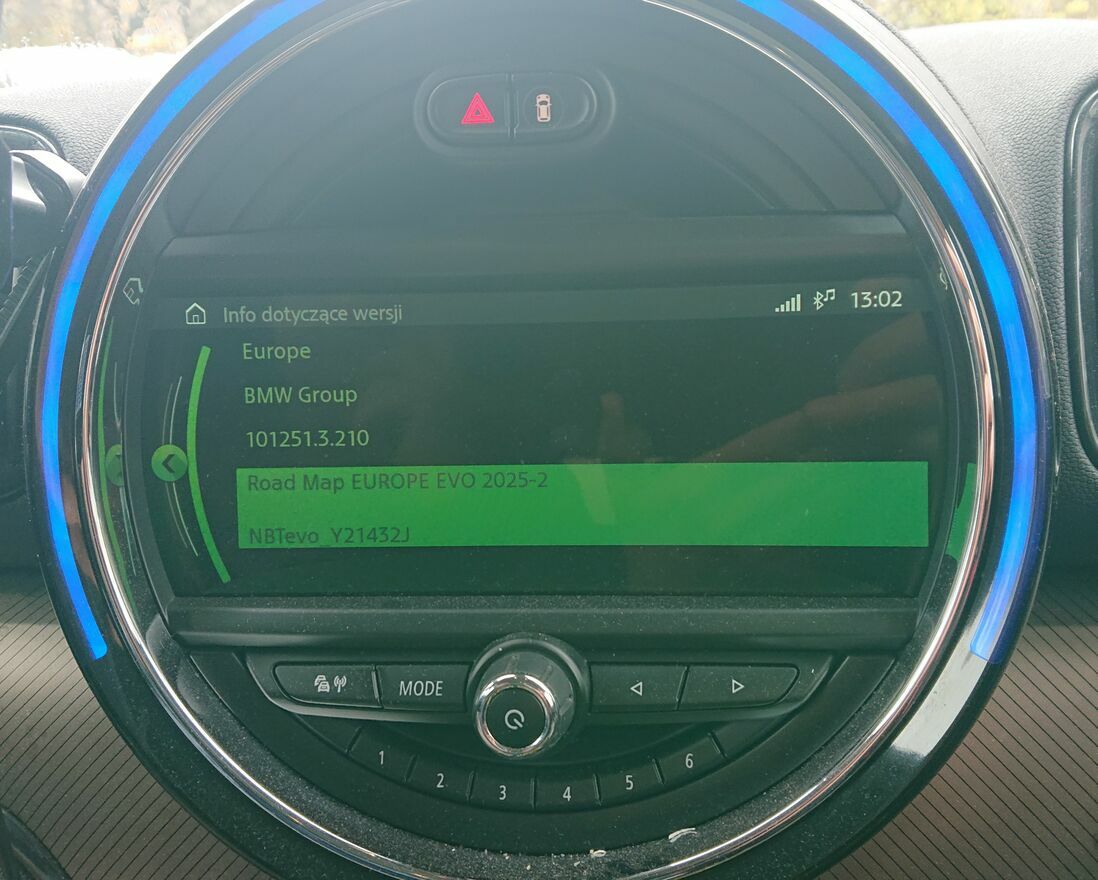 Info dotyczące wersji
13:02
Europe
BMW Group
101251.3.210
Road Map EUROPE EVO 2025-2
NBTevo_Y21432J
MODE
1
2
3
4
5
6